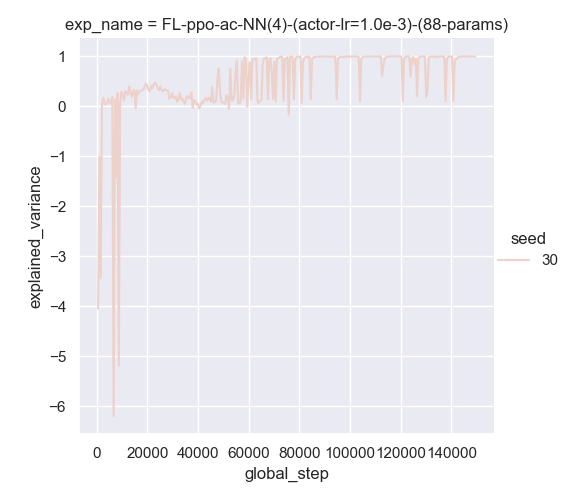 exp_name = FL-ppo-ac-NN(4)-(actor-lr=1.0e-3)-(88-params)
1
0
−1
−2
−3
−4
−5
−6
explained_variance
0 20000 40000 60000 80000 100000 120000 140000
global_step
seed
30